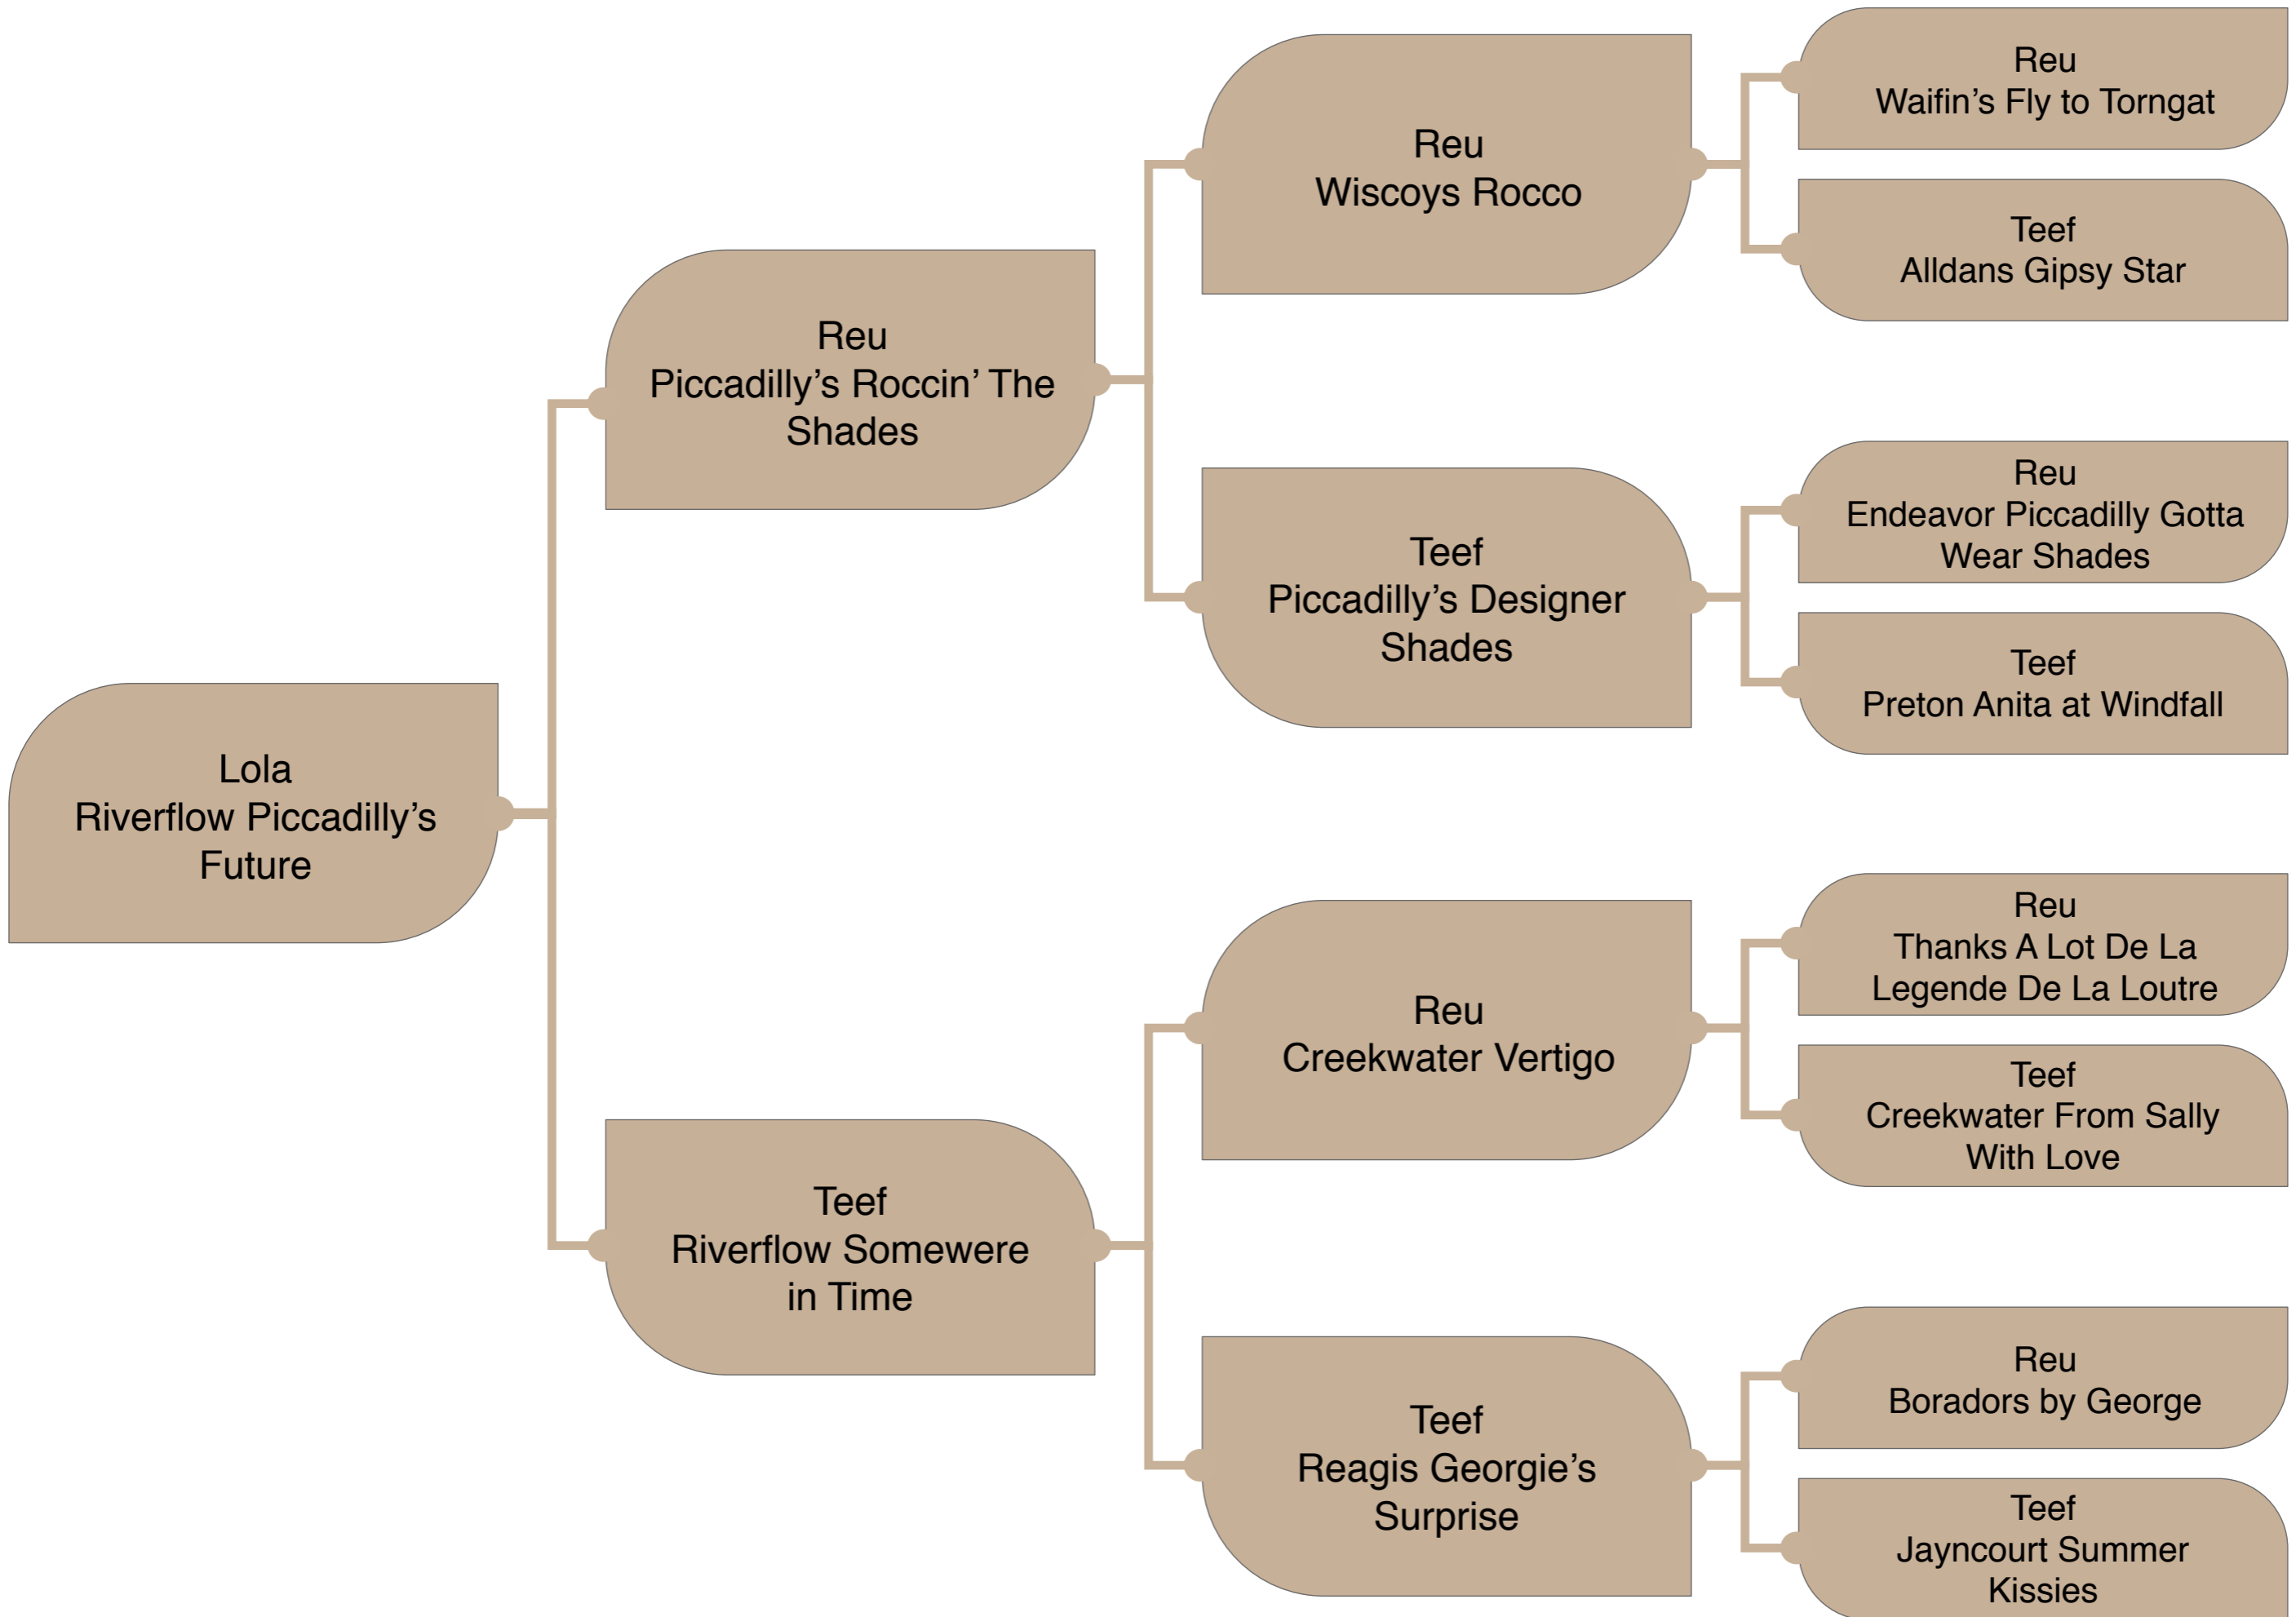 Lola
Riverflow Piccadilly’s
Future
Reu
Piccadilly’s Roccin’ The
Shades
Teef
Riverflow Somewere
in Time
Reu
Wiscoys Rocco
Teef
Piccadilly’s Designer
Shades
Reu
Creekwater Vertigo
Teef
Reagis Georgie’s
Surprise
Reu
Waifin’s Fly to Torngat
Teef
Alldans Gipsy Star
Reu
Endeavor Piccadilly Gotta
Wear Shades
Teef
Preton Anita at Windfall
Reu
Thanks A Lot De La
Legende De La Loutre
Teef
Creekwater From Sally
With Love
Reu
Boradors by George
Teef
Jayncourt Summer
Kissies